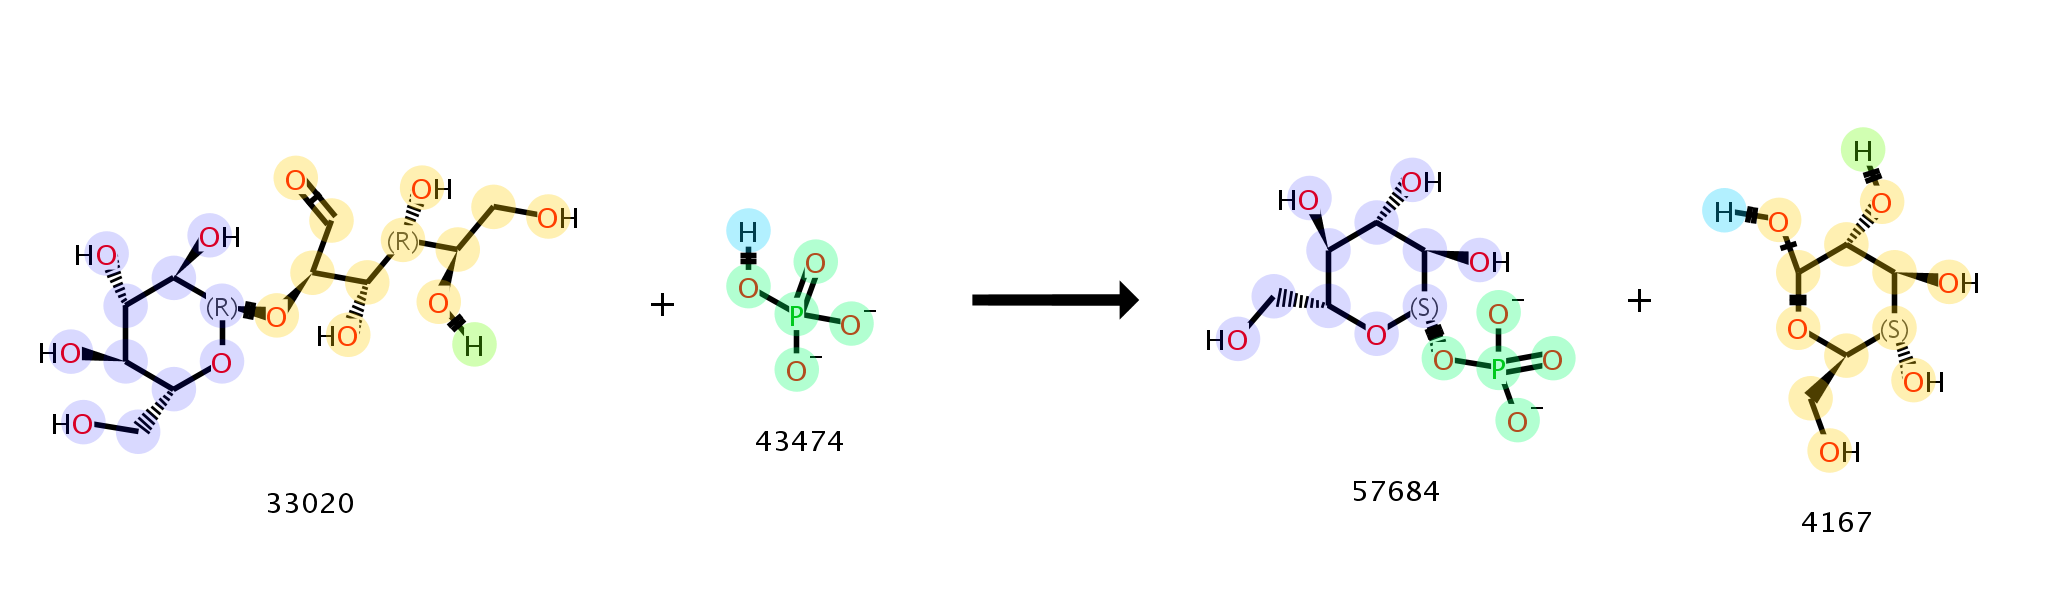 O OH
HO OH (R)
HO (R) O OH
HO O HO O H
HO
33020
+
H
O O
P O−
O−
43474
HO OH
OH
(S) O−
HO O O P O
O−
57684
+
H
H O O
OH
O (S)
OH
OH
4167